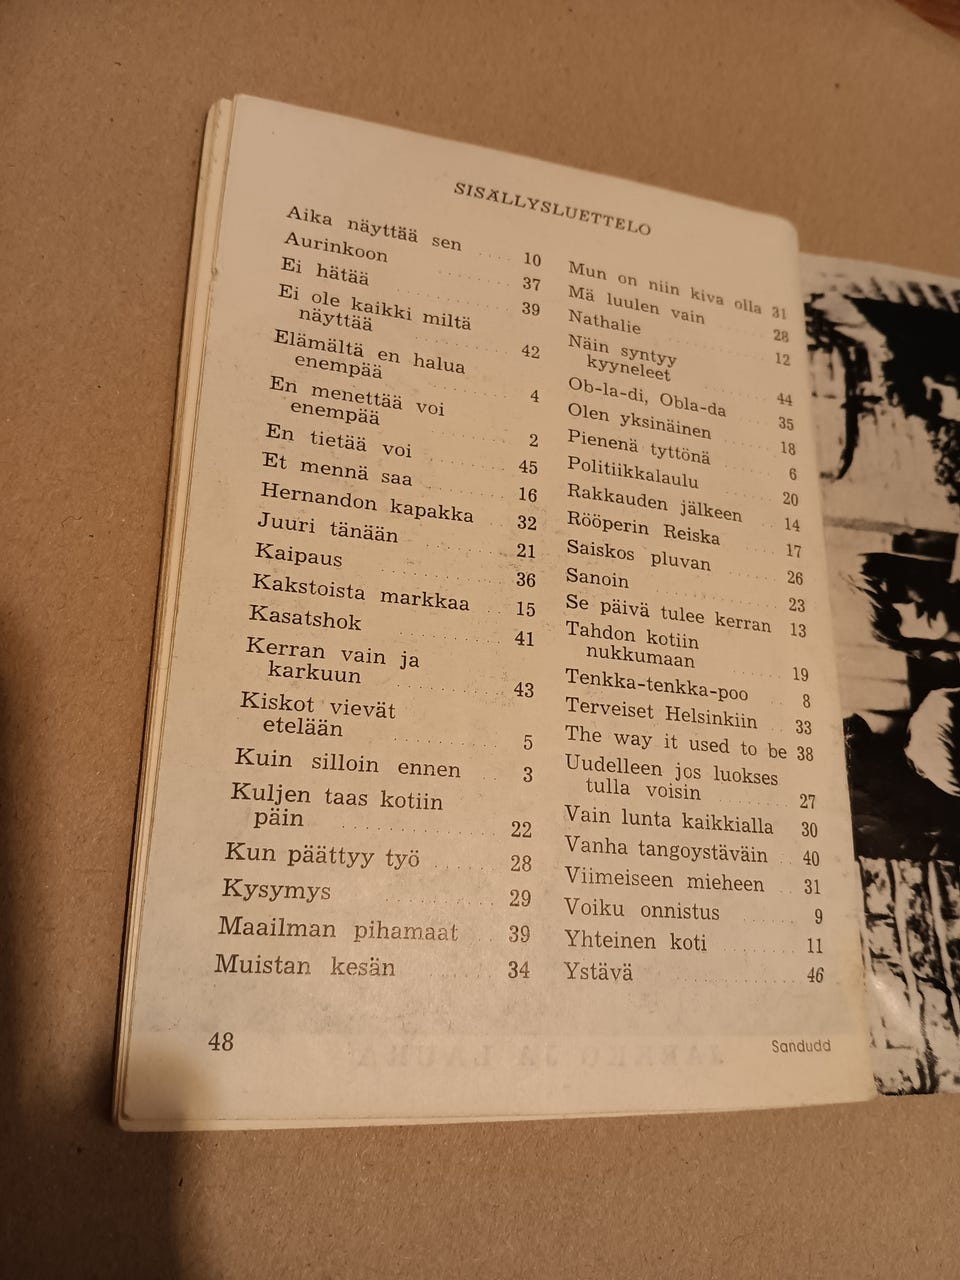 SISÄLLYSLUETTELO
Aika näyttää sen 10
Aurinkoon 37
Ei hätää 39
Ei ole kaikki miltä
näyttää 42
Elämältä en halua
enempää 4
En menettää voi
enempää 2
En tietää voi 45
Et mennä saa 16
Hernandon kapakka 32
Juuri tänään 21
Kaipaus 36
Kakstoista markkaa 15
Kasatshok 41
Kerran vain ja
karkuun 43
Kiskot vievät
etelään 5
Kuin silloin ennen 3
Kuljen taas kotiin
päin 22
Kun päättyy työ 28
Kysymys 29
Maailman pihamaat 39
Muistan kesän 34
Mun on niin kiva olla 31
Mä luulen vain 28
Nathalie 12
Näin syntyy
kyyneleet 44
Ob-la-di, Obla-da 35
Olen yksinäinen 18
Pienenä tyttönä 6
Politiikkalaulu 20
Rakkauden jälkeen 14
Rööperin Reiska 17
Saiskos pluvan 26
Sanoin 23
Se päivä tulee kerran 13
Tahdon kotiin
nukkumaan 19
Tenkka-tenkka-poo 8
Terveiset Helsinkiin 33
The way it used to be 38
Uudelleen jos luokses
tulla voisin 27
Vain lunta kaikkialla 30
Vanha tangoystäväin 40
Viimeiseen mieheen 31
Voiku onnistus 9
Yhteinen koti 11
Ystävä 46
48
Sandudd